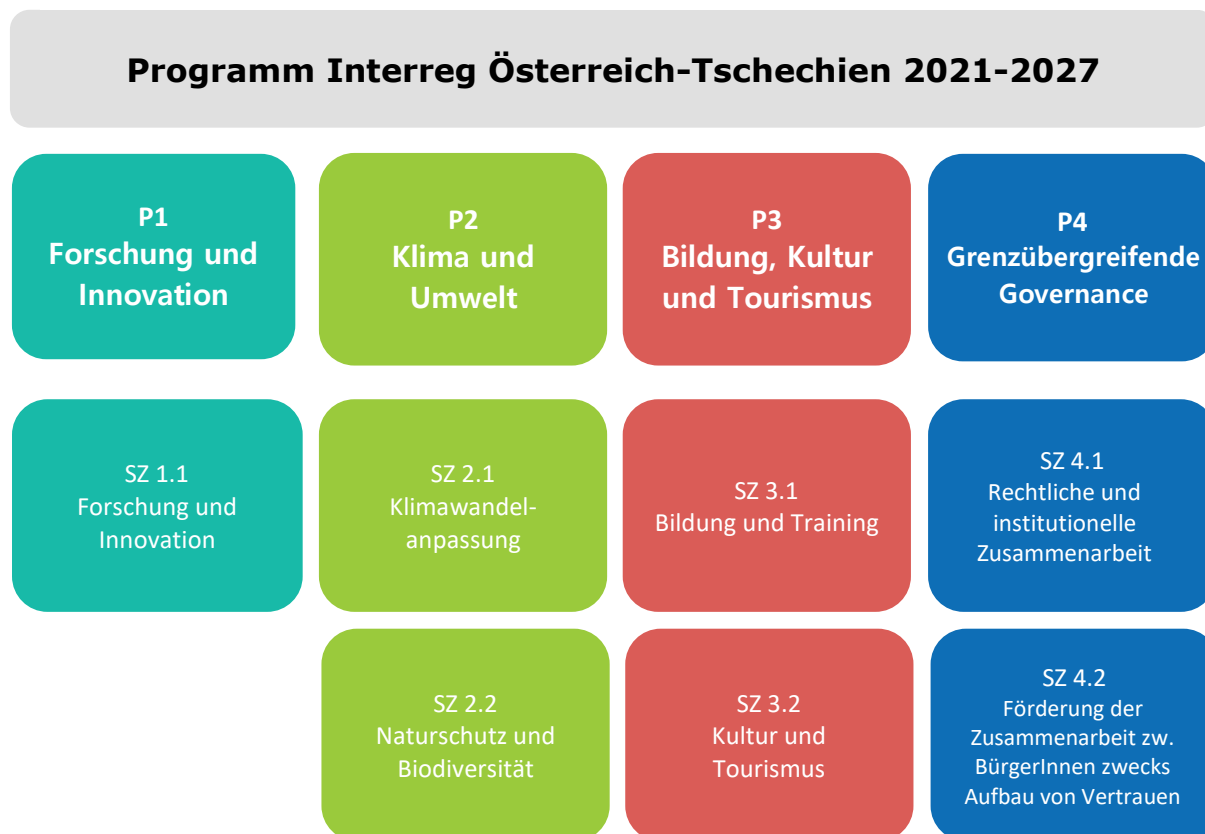 Programm Interreg Österreich-Tschechien 2021-2027
P1
Forschung und
Innovation
P2
Klima und
Umwelt
P3
Bildung, Kultur
und Tourismus
P4
Grenzübergreifende
Governance
SZ 1.1
Forschung und
Innovation
SZ 2.1
Klimawandel-
anpassung
SZ 3.1
Bildung und Training
SZ 4.1
Rechtliche und
institutionelle
Zusammenarbeit
SZ 2.2
Naturschutz und
Biodiversität
SZ 3.2
Kultur und
Tourismus
SZ 4.2
Förderung der
Zusammenarbeit zw.
BürgerInnen zwecks
Aufbau von Vertrauen